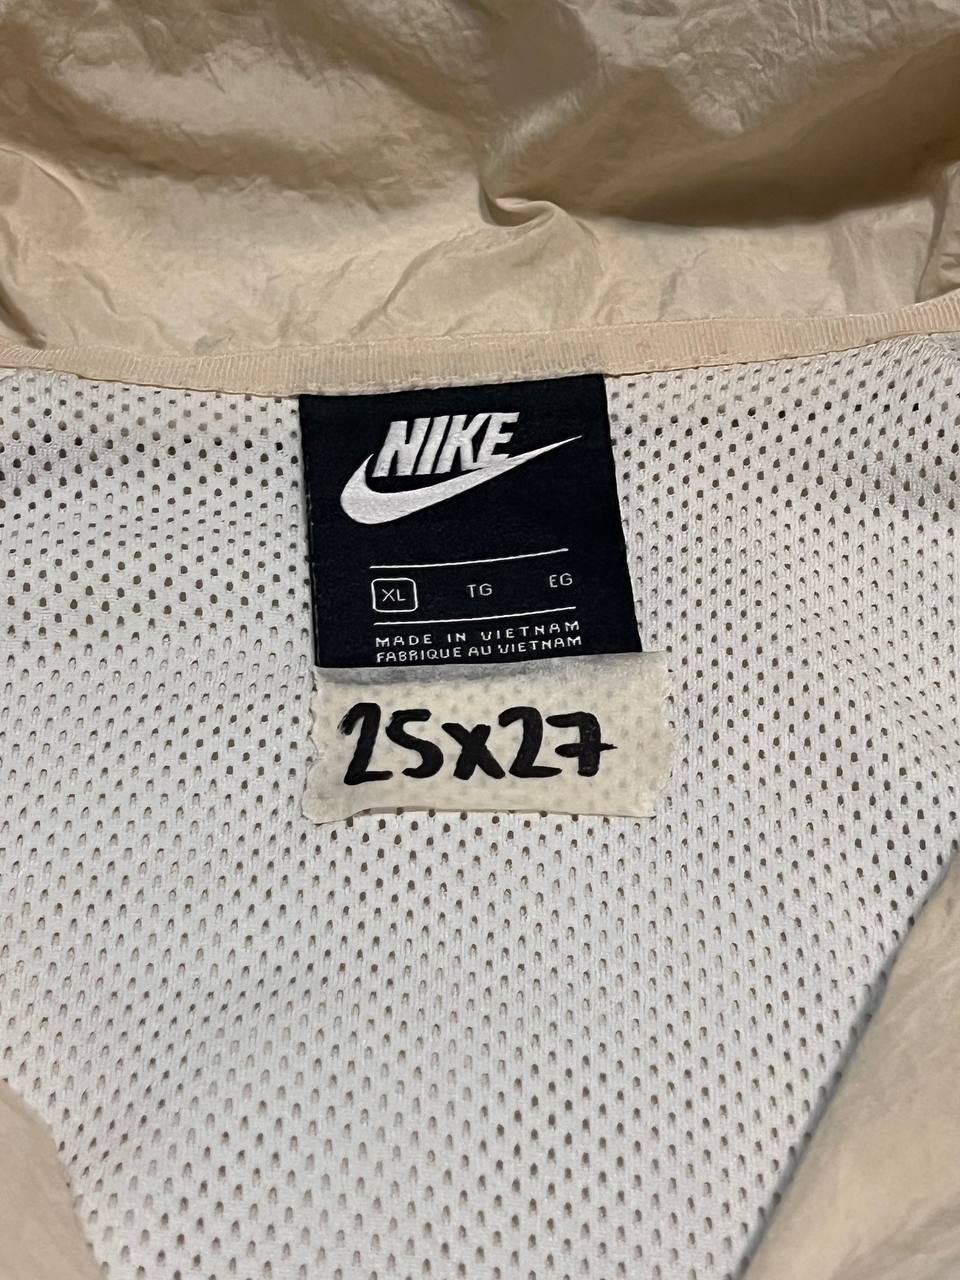 NIKE
XL TG EG
MADE IN VIETNAM
FABRIQUE AU VIETNAM
25x27